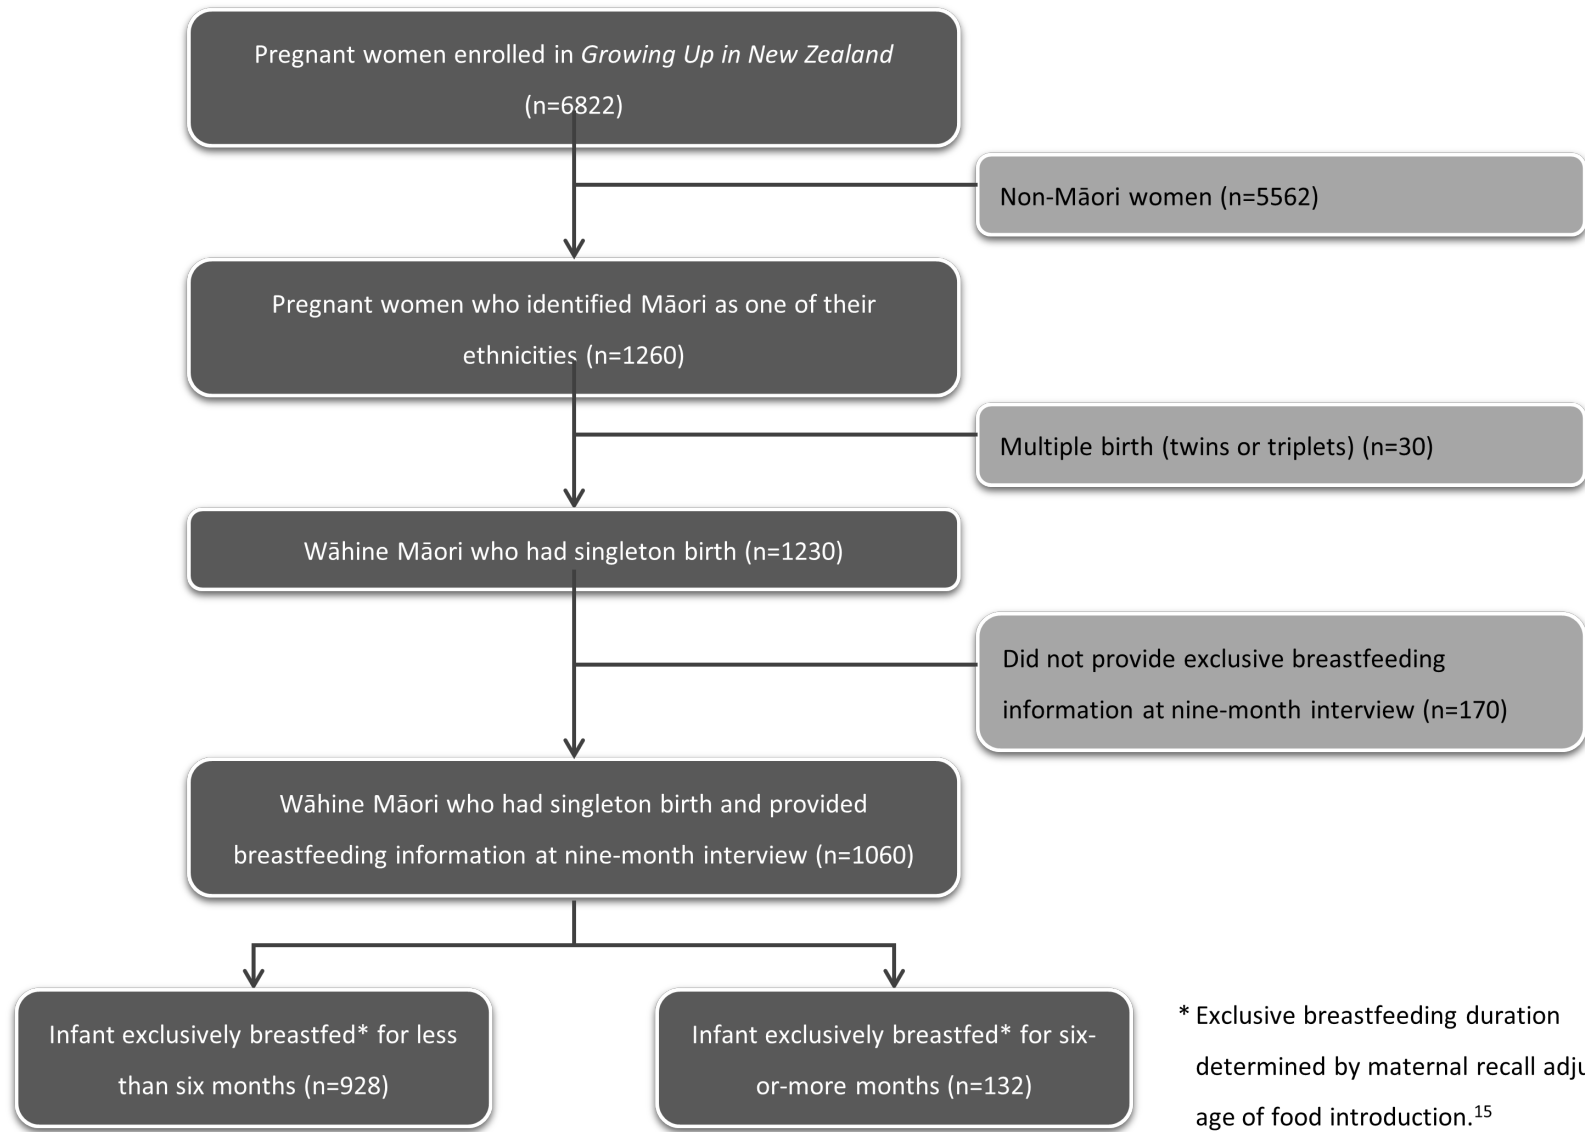 Pregnant women enrolled in Growing Up in New Zealand
(n=6822)
Non-Māori women (n=5562)
Pregnant women who identified Māori as one of their
ethnicities (n=1260)
Multiple birth (twins or triplets) (n=30)
Wāhine Māori who had singleton birth (n=1230)
Did not provide exclusive breastfeeding
information at nine-month interview (n=170)
Wāhine Māori who had singleton birth and provided
breastfeeding information at nine-month interview (n=1060)
Infant exclusively breastfed* for less
than six months (n=928)
Infant exclusively breastfed* for six-
or-more months (n=132)
* Exclusive breastfeeding duration
determined by maternal recall
age of food introduction.15